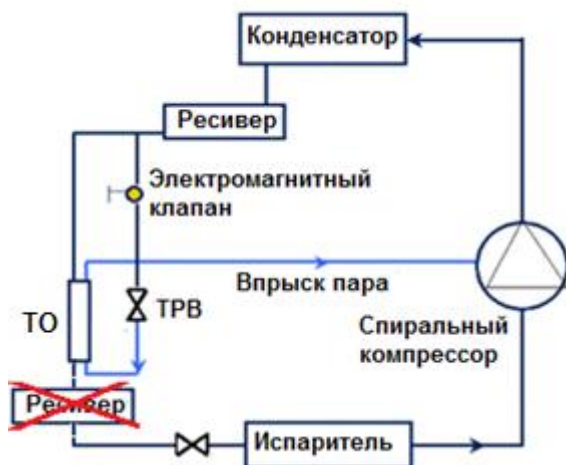 Конденсатор
Ресивер
Электромагнитный
клапан
Впрыск пара
ТО
ТРВ
Спиральный
компрессор
Ресивер
Испаритель